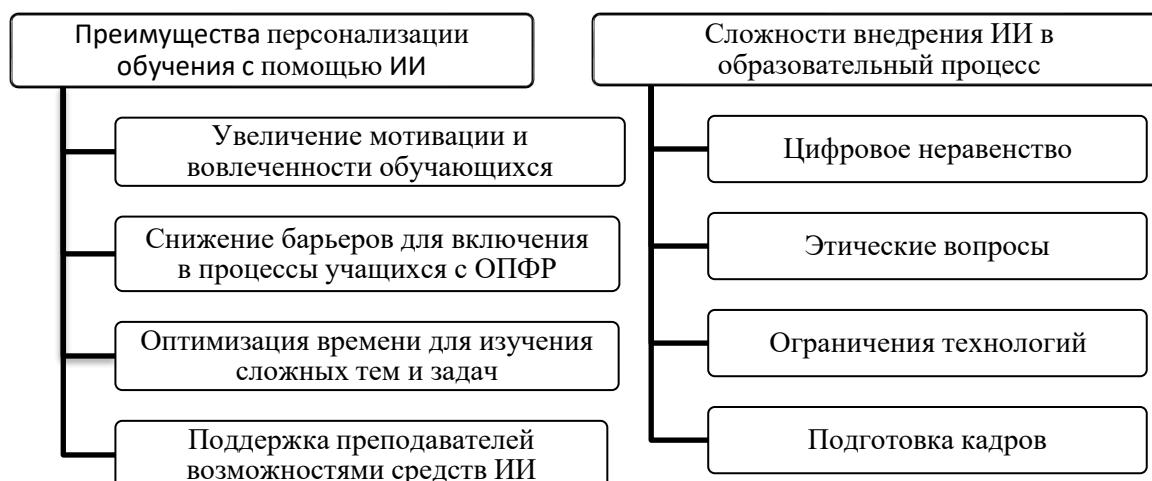 Преимущества персонализации
обучения с помощью ИИ
Увеличение мотивации и
вовлеченности обучающихся
Снижение барьеров для включения
в процессы учащихся с ОПФР
Оптимизация времени для изучения
сложных тем и задач
Поддержка преподавателей
возможностями средств ИИ
Сложности внедрения ИИ в
образовательный процесс
Цифровое неравенство
Этические вопросы
Ограничения технологий
Подготовка кадров